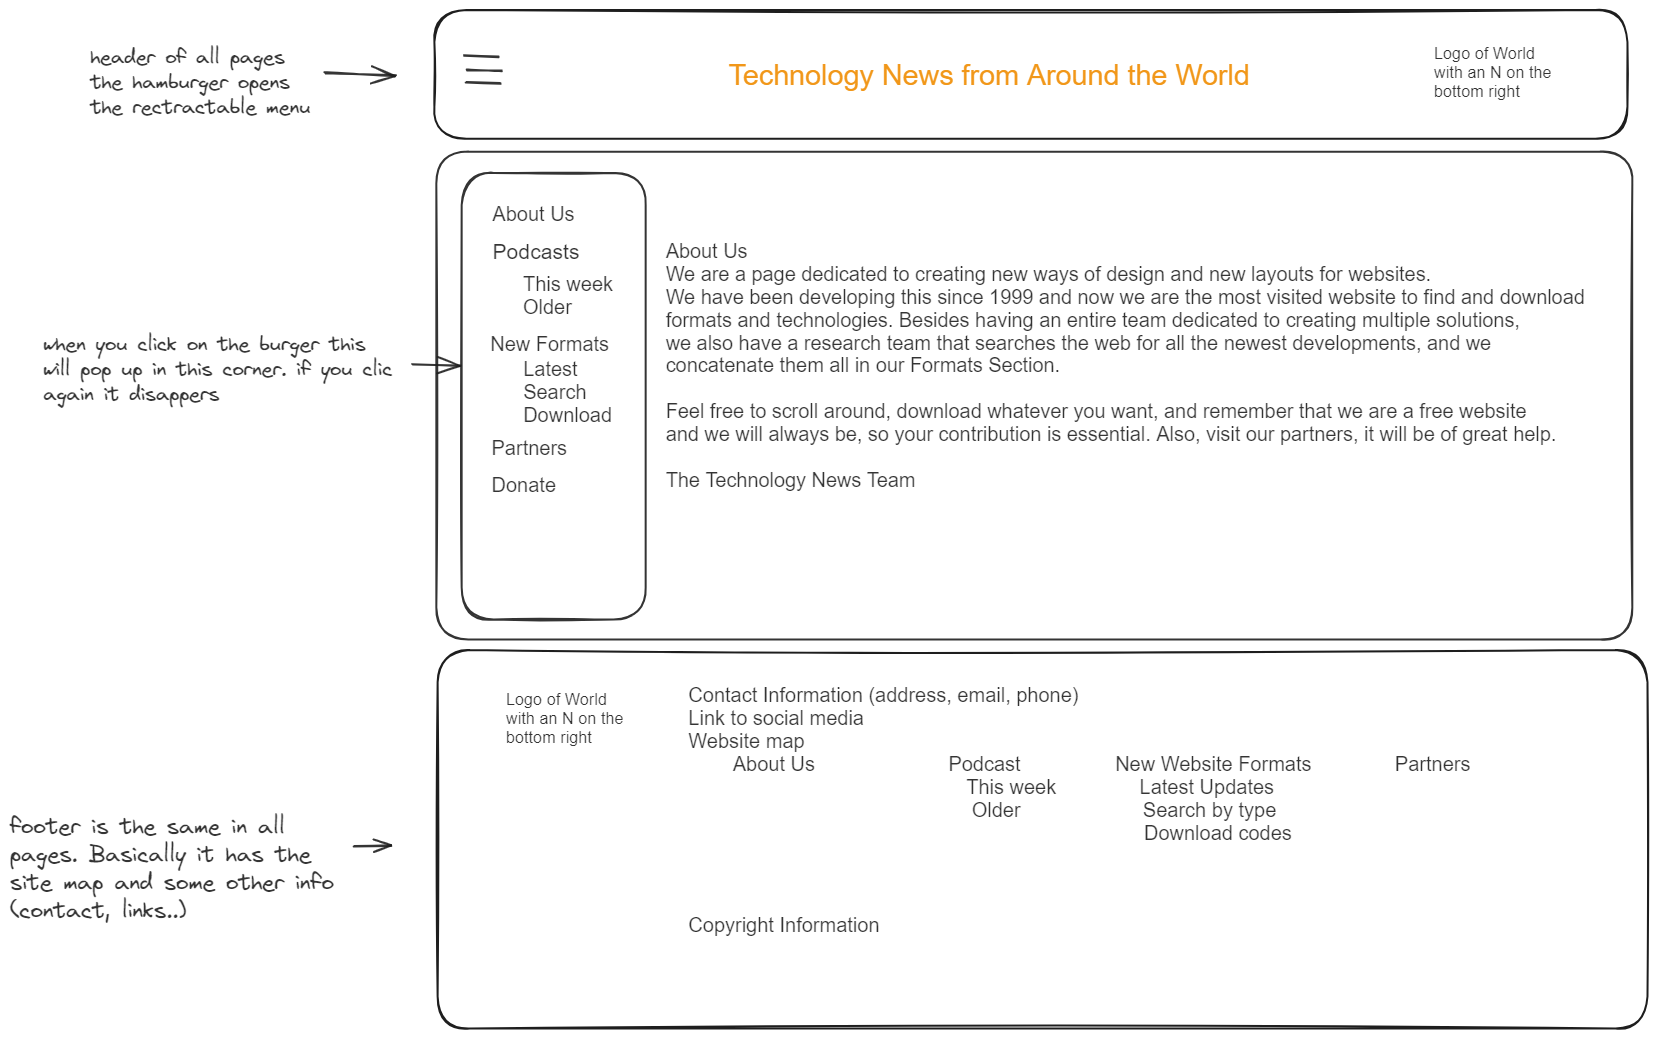 header of all pages
the hamburger opens
the rectractable menu
Technology News from Around the World
Logo of World
with an N on the
bottom right
when you click on the burger this
will pop up in this corner. if you clic
again it disappers
About Us
Podcasts
This week
Older
New Formats
Latest
Search
Download
Partners
Donate
About Us
We are a page dedicated to creating new ways of design and new layouts for websites.
We have been developing this since 1999 and now we are the most visited website to find and download
formats and technologies. Besides having an entire team dedicated to creating multiple solutions,
we also have a research team that searches the web for all the newest developments, and we
concatenate them all in our Formats Section.
Feel free to scroll around, download whatever you want, and remember that we are a free website
and we will always be, so your contribution is essential. Also, visit our partners, it will be of great help.
The Technology News Team
footer is the same in all
pages. Basically it has the
site map and some other info
(contact, links..)
Logo of World
with an N on the
bottom right
Contact Information (address, email, phone)
Link to social media
Website map
About Us
Podcast
This week
Older
New Website Formats
Latest Updates
Search by type
Download codes
Partners
Copyright Information